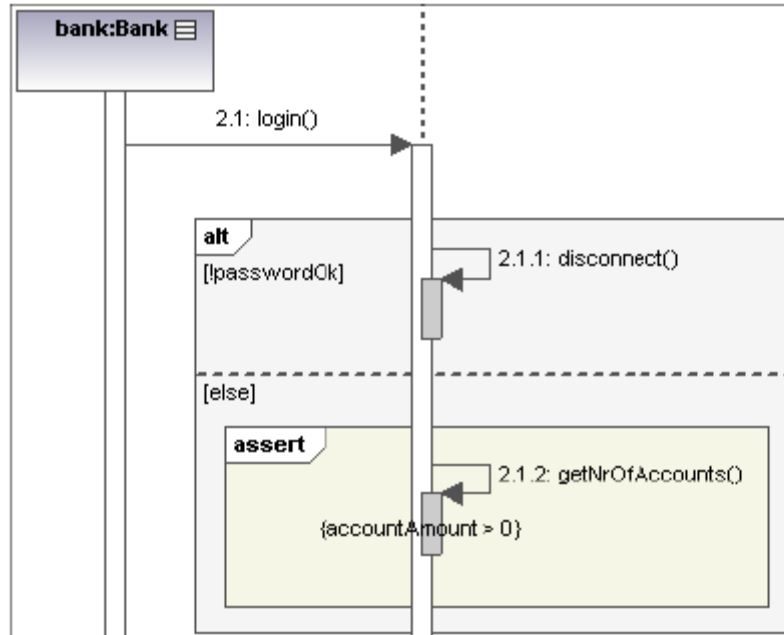 bank:Bank
2.1: login()
alt
[!passwordOk]
2.1.1: disconnect()
[else]
assert
2.1.2: getNrOfAccounts()
{accountAmount > 0}